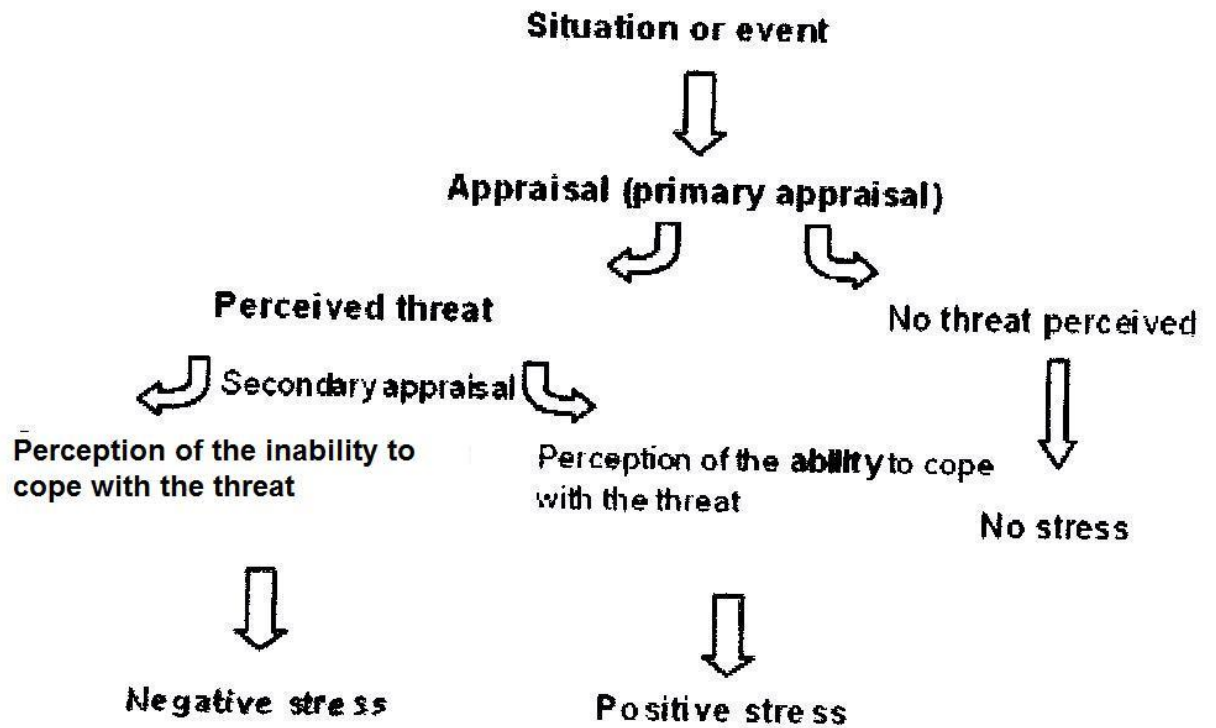 Situation or event
Appraisal (primary appraisal)
Perceived threat
No threat perceived
Secondary appraisal
Perception of the inability to
cope with the threat
Perception of the ability to cope
with the threat
No stress
Negative stress
Positive stress